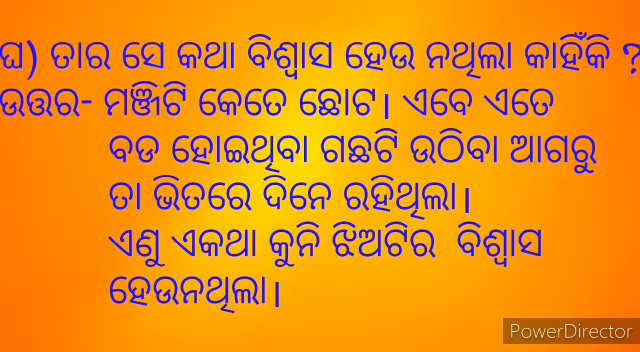 ଘ) ତାର ସେ କଥା ବିଶ୍ୱାସ ହେଉ ନଥିଲା କାହିଁକି ?
ଉତ୍ତର- ମଞ୍ଜିଟି କେତେ ଛୋଟ। ଏବେ ଏତେ
ବଡ ହୋଇଥିବା ଗଛଟି ଉଠିବା ଆଗରୁ
ତା ଭିତରେ ଦିନେ ରହିଥିଲା।
ଏଣୁ ଏକଥା କୁନି ଝିଅଟିର ବିଶ୍ୱାସ
ହେଉନଥିଲା।
PowerDirector